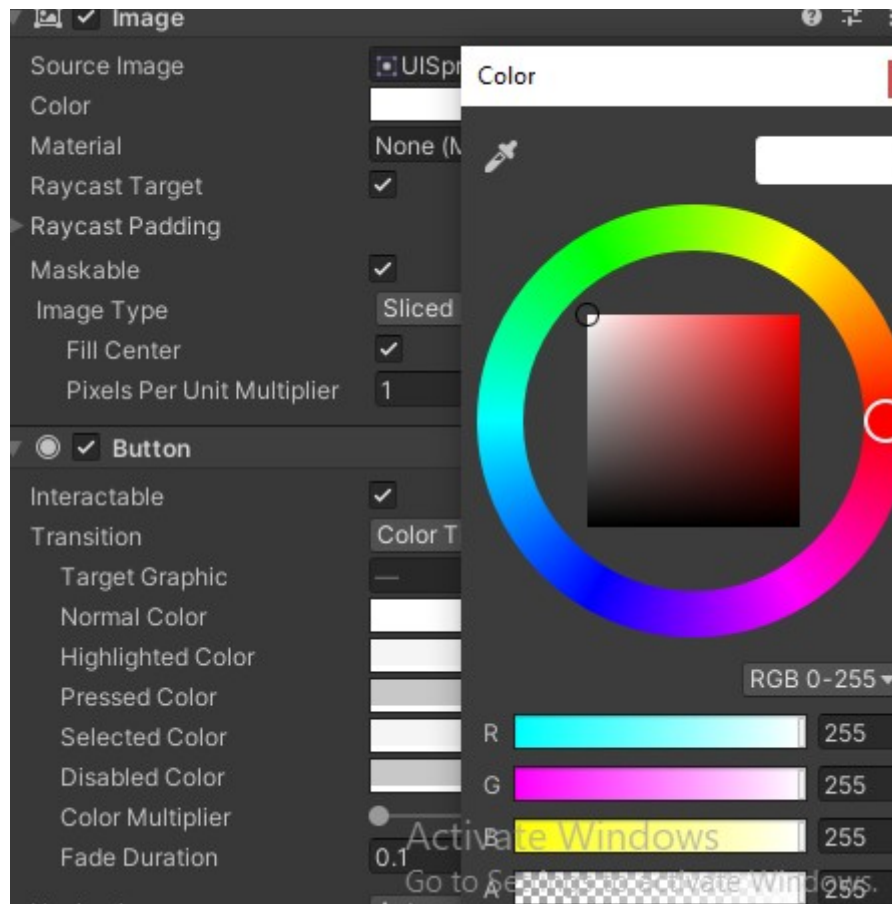 Image
Source Image
UISpr
Color
Color
Material
None (M
Raycast Target
Raycast Padding
Maskable
Image Type
Sliced
Fill Center
Pixels Per Unit Multiplier
1
Button
Interactable
Transition
Color T
Target Graphic
—
Normal Color
Highlighted Color
RGB 0-255
Pressed Color
Selected Color
R
255
Disabled Color
G
255
Color Multiplier
B
255
Fade Duration
0.1
A
255
Activate Windows
Go to Settings to activate Windows.